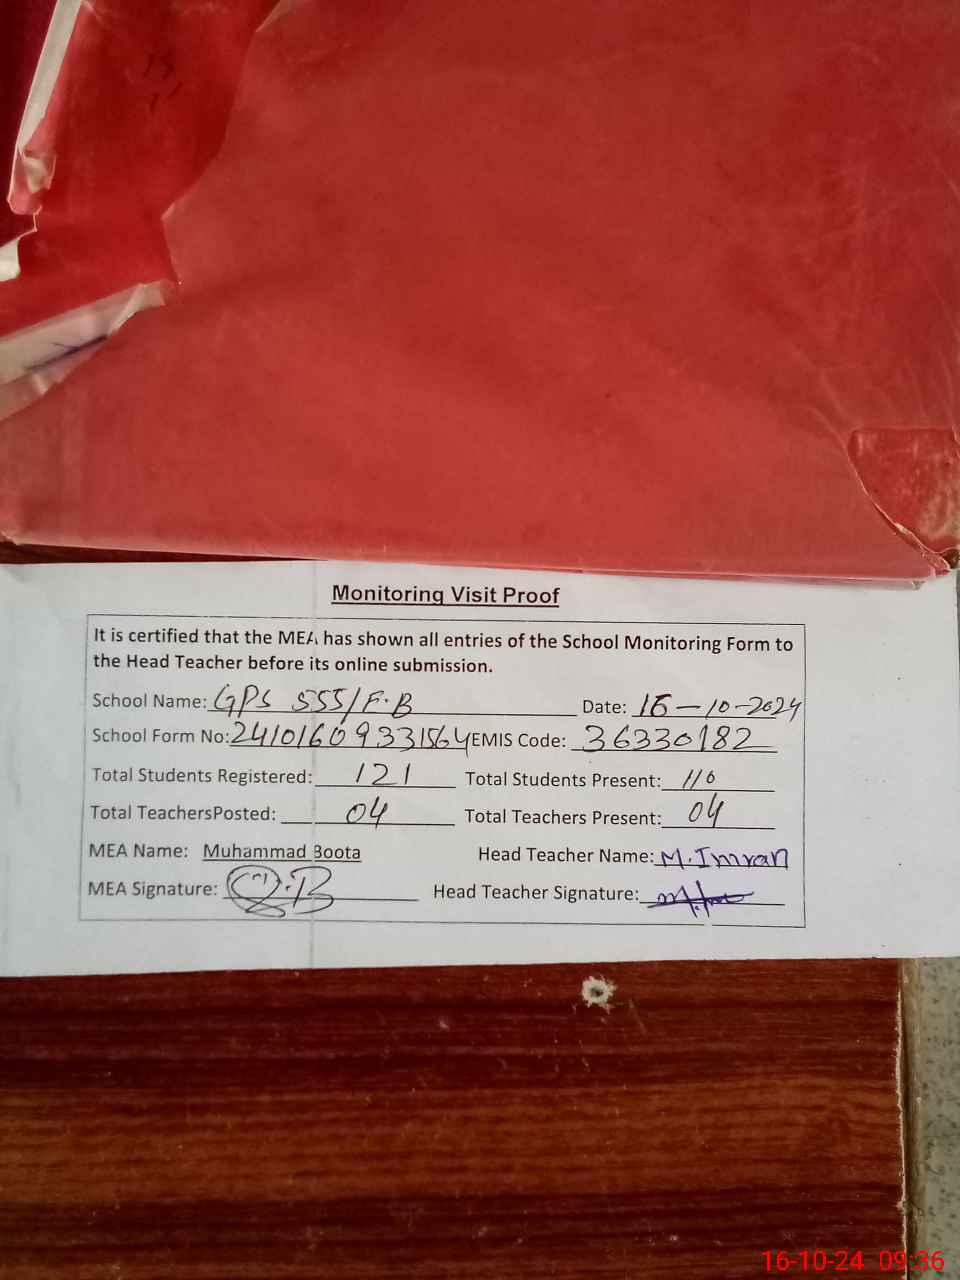 Monitoring Visit Proof
It is certified that the MEA has shown all entries of the School Monitoring Form to
the Head Teacher before its online submission.
School Name: GPS 555/F.B Date: 16-10-2024
School Form No: 24101609331564 EMIS Code: 36330182
Total Students Registered: 121 Total Students Present: 110
Total TeachersPosted: 04 Total Teachers Present: 04
MEA Name: Muhammad Boota Head Teacher Name: M.Imran
MEA Signature: Head Teacher Signature:
16-10-24 09:36